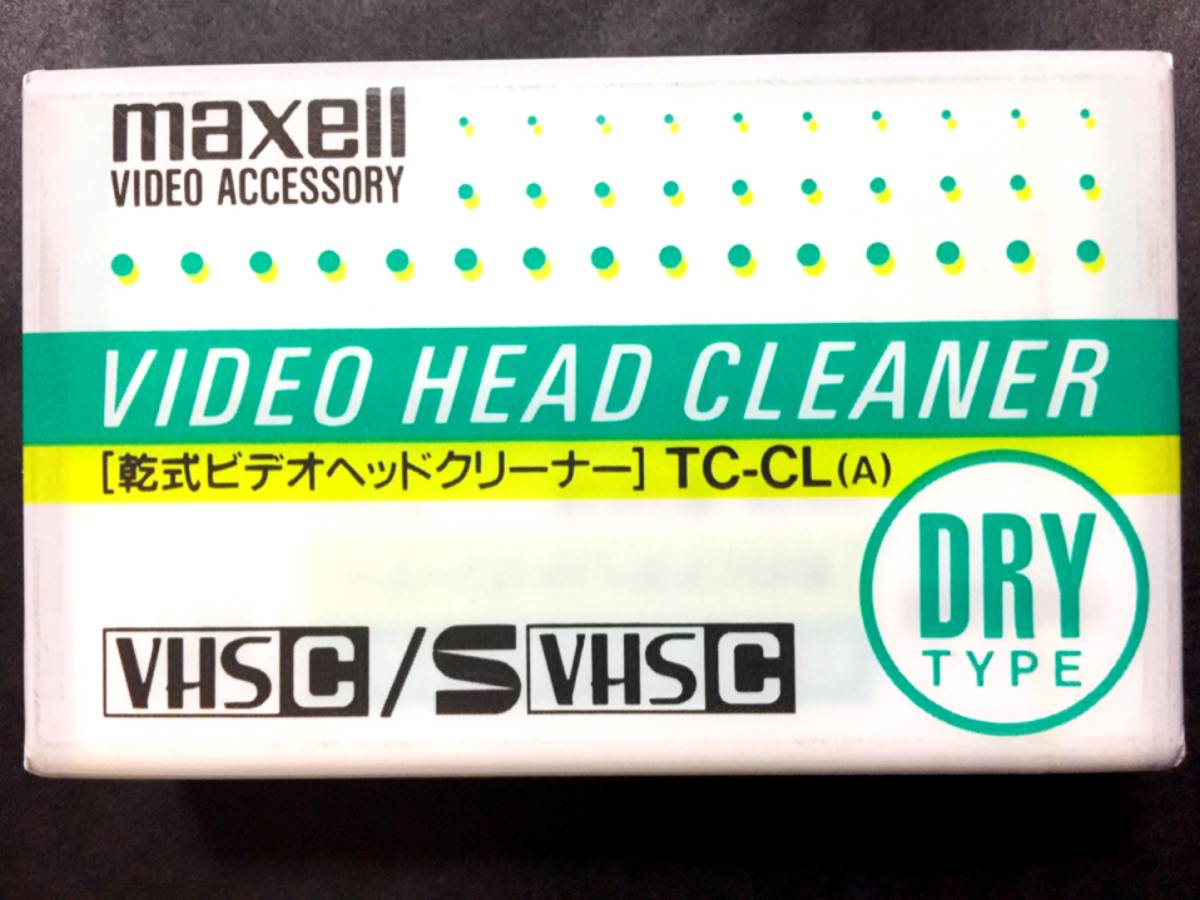 maxell
VIDEO ACCESSORY
VIDEO HEAD CLEANER
[乾式ビデオヘッドクリーナー] TC-CL(A)
DRY
TYPE
VHS C/S VHS C